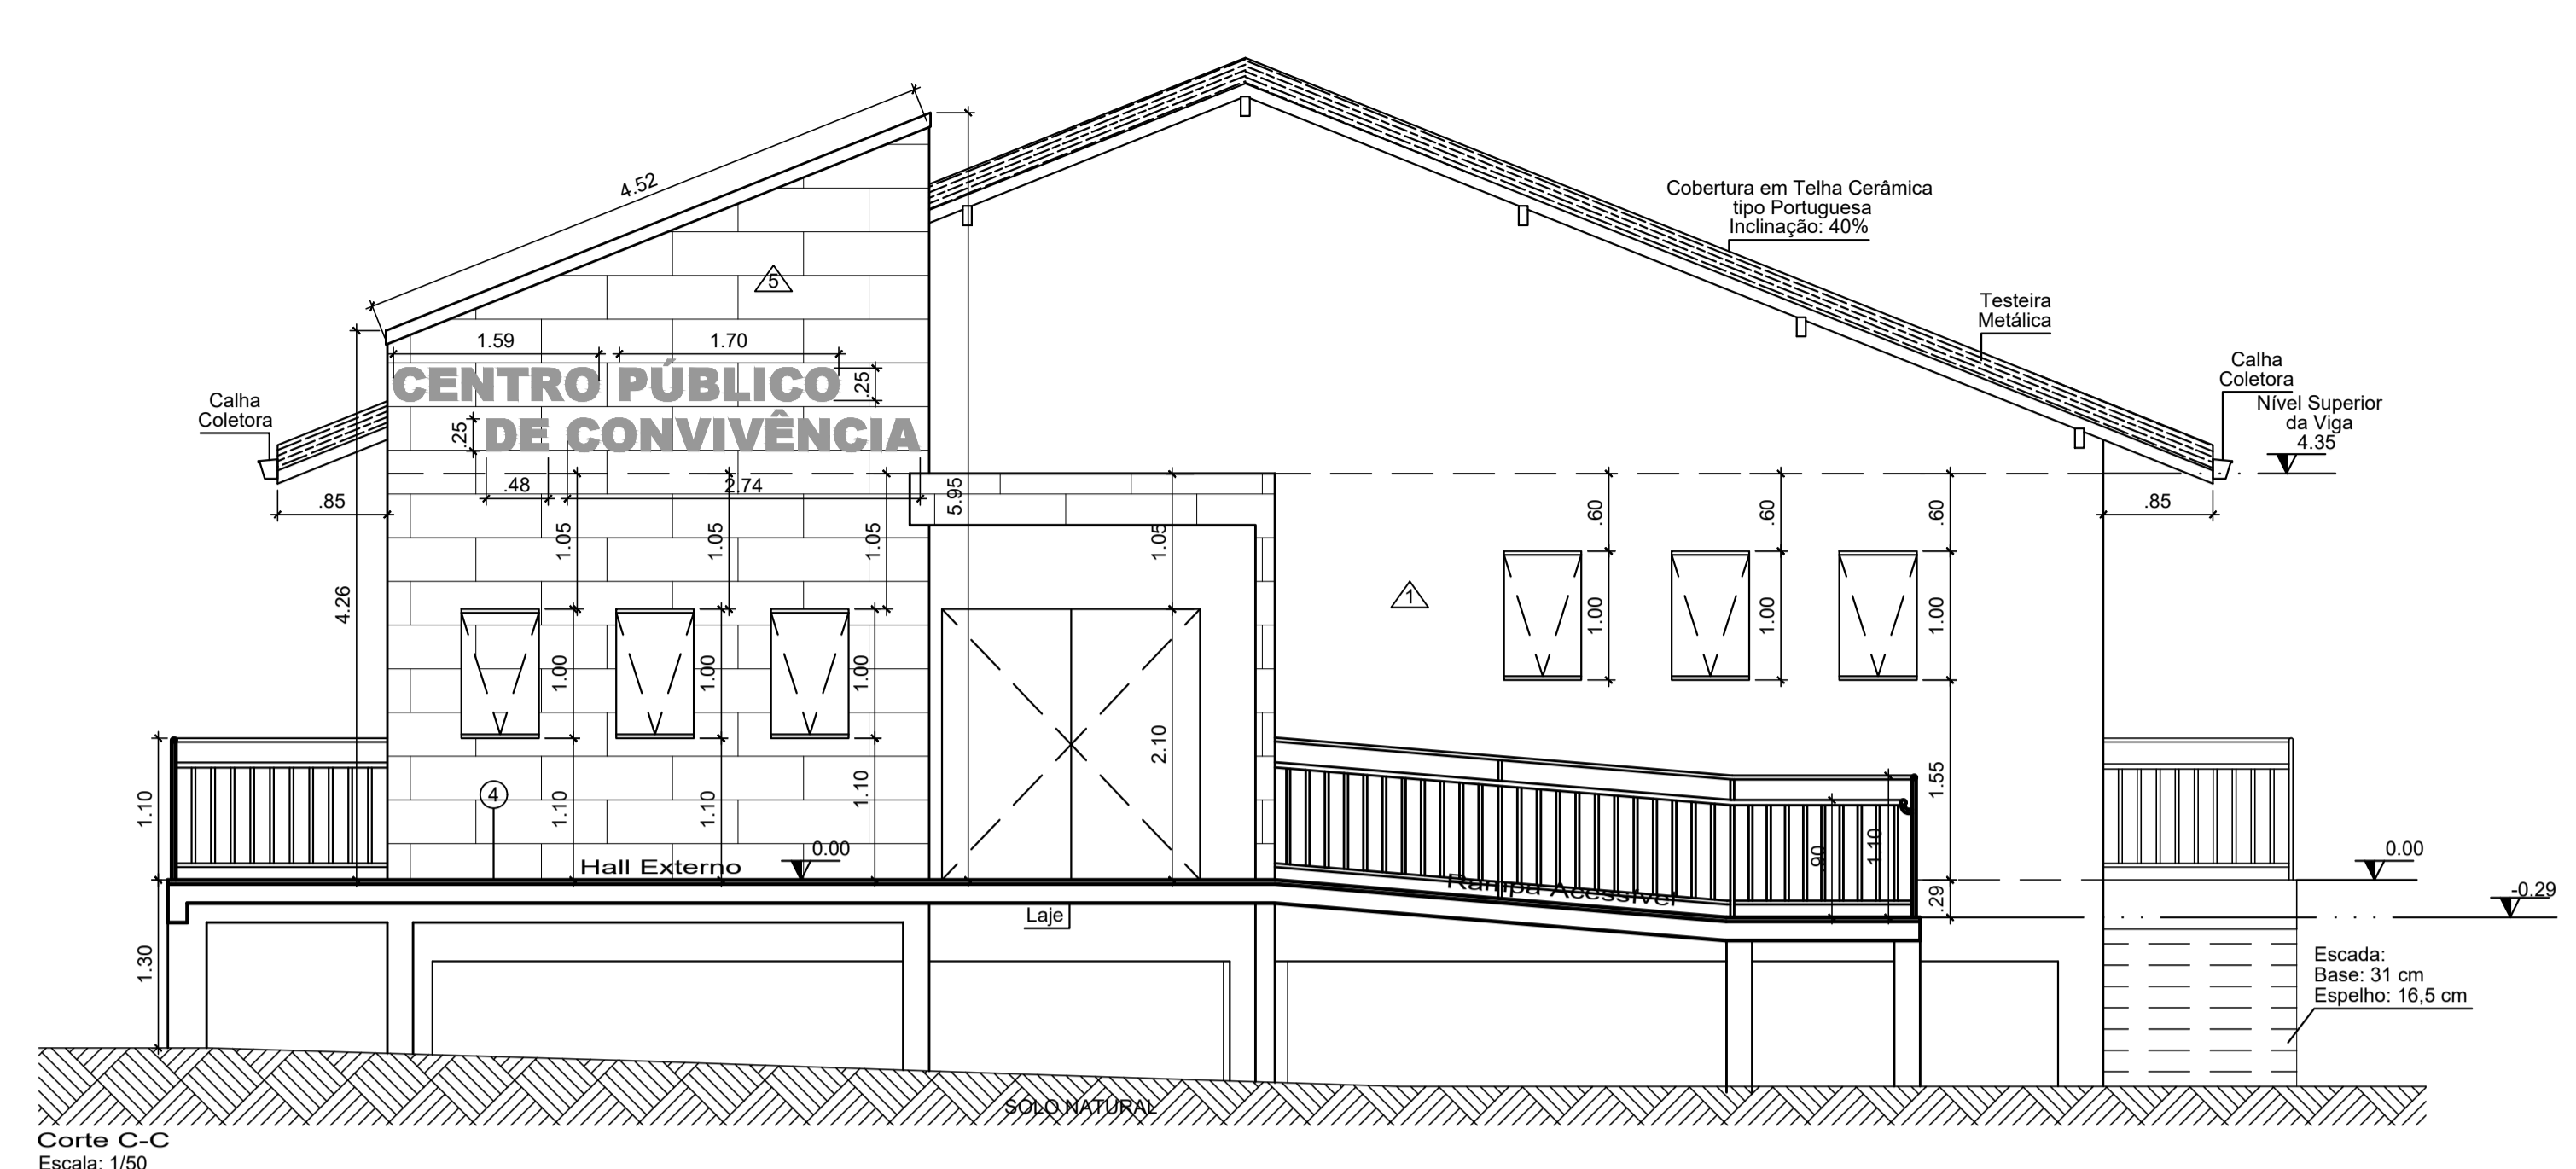 4.52
Cobertura em Telha Cerâmica
tipo Portuguesa
Inclinação: 40%
5
Testeira
Metálica
1.59
1.70
CENTRO PÚBLICO
.25
DE CONVIVÊNCIA
.25
Calha
Coletora
Calha
Coletora
Nível Superior
da Viga
4.35
.85
.48
2.74
5.95
.85
1.05
1.05
1.05
1.05
.60
.60
.60
4.26
1
1.00
1.00
1.00
1.00
1.00
1.00
2.10
1.55
1.10
4
1.10
1.10
1.10
.90
1.10
Hall Externo
0.00
0.00
Rampa Acessível
.29
-0.29
Laje
1.30
Escada:
Base: 31 cm
Espelho: 16,5 cm
SOLO NATURAL
Corte C-C
Escala: 1/50